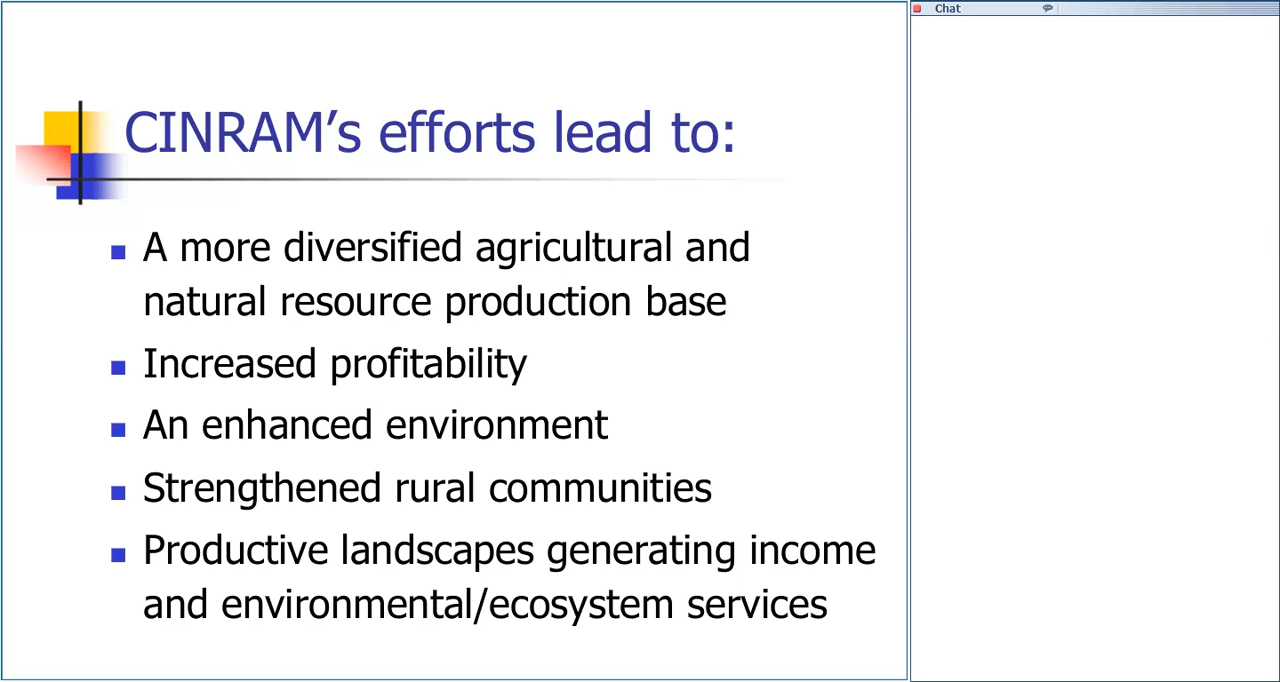 Chat
CINRAM’s efforts lead to:
A more diversified agricultural and
natural resource production base
Increased profitability
An enhanced environment
Strengthened rural communities
Productive landscapes generating income
and environmental/ecosystem services